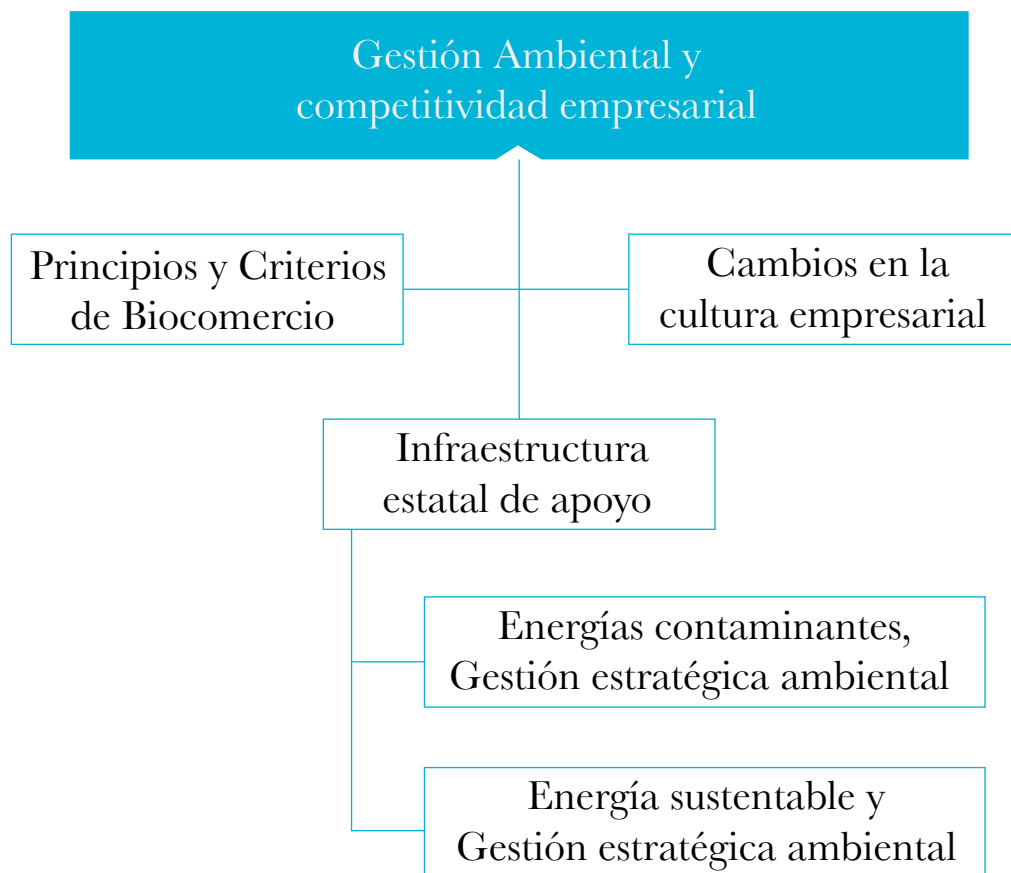 Gestión Ambiental y
competitividad empresarial
Principios y Criterios
de Biocomercio
Cambios en la
cultura empresarial
Infraestructura
estatal de apoyo
Energías contaminantes,
Gestión estratégica ambiental
Energía sustentable y
Gestión estratégica ambiental